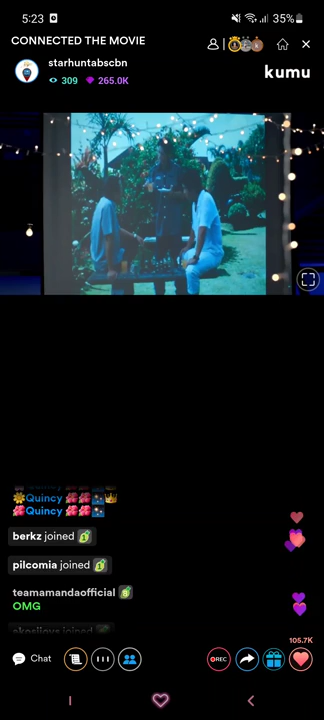 5:23
35%
CONNECTED THE MOVIE
starhuntabscbn
309 265.0K
kumu
Quincy
Quincy
berkz joined
pilcomia joined
teamamandaofficial
OMG
105.7K
Chat
REC